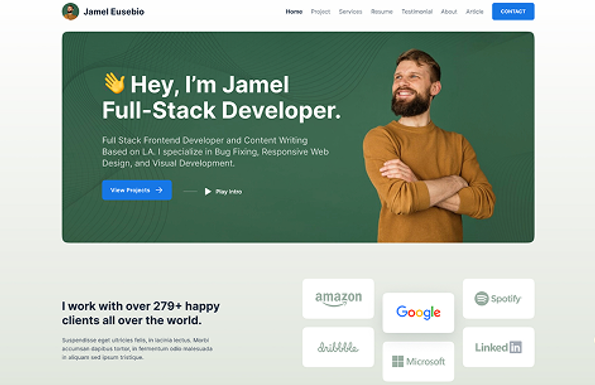 Jamel Eusebio
Home Project Services Resume Testimonial About Article CONTACT
Hey, I'm Jamel
Full-Stack Developer.
Full Stack Frontend Developer and Content Writing
Based on LA. I specialize in Bug Fixing, Responsive Web
Design, and Visual Development.
View Projects → Play Intro
I work with over 279+ happy
clients all over the world.
Suspendisse eget ultricies felis, in lacinia lectus. Morbi
accumsan dapibus tortor, in fermentum odio malesuada
in aliquam sed ipsum tristique.
amazon
Google
Spotify
dribbble
Microsoft
LinkedIn